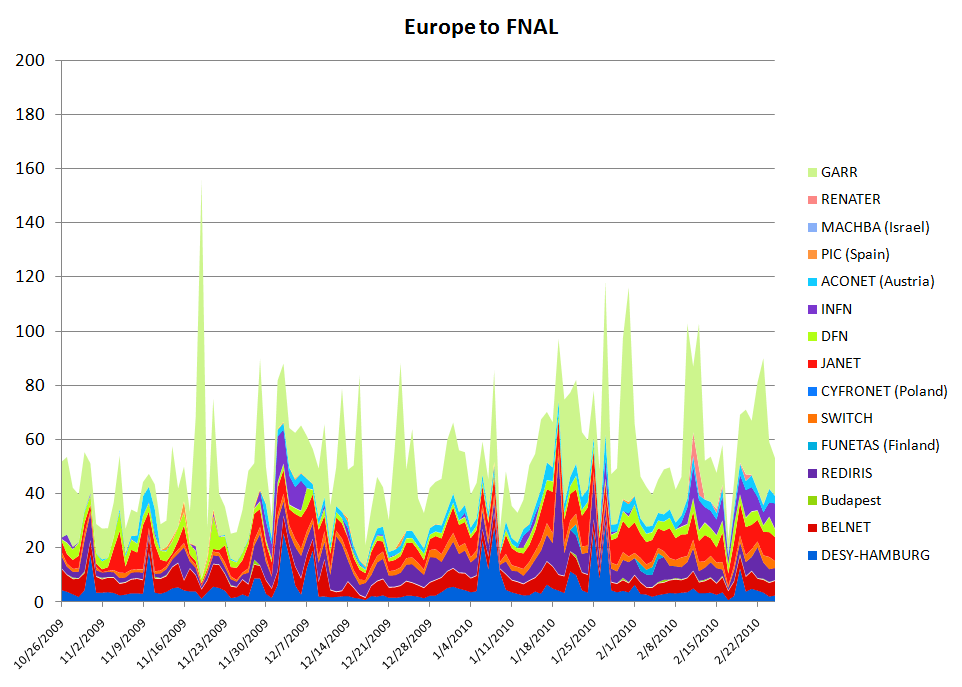 Europe to FNAL
200
180
160
140
120
100
80
60
40
20
0
10/26/2009
11/2/2009
11/9/2009
11/16/2009
11/23/2009
11/30/2009
12/7/2009
12/14/2009
12/21/2009
12/28/2009
1/4/2010
1/11/2010
1/18/2010
1/25/2010
2/1/2010
2/8/2010
2/15/2010
2/22/2010
GARR
RENATER
MACHBA (Israel)
PIC (Spain)
ACONET (Austria)
INFN
DFN
JANET
CYFRONET (Poland)
SWITCH
FUNETAS (Finland)
REDIRIS
Budapest
BELNET
DESY-HAMBURG